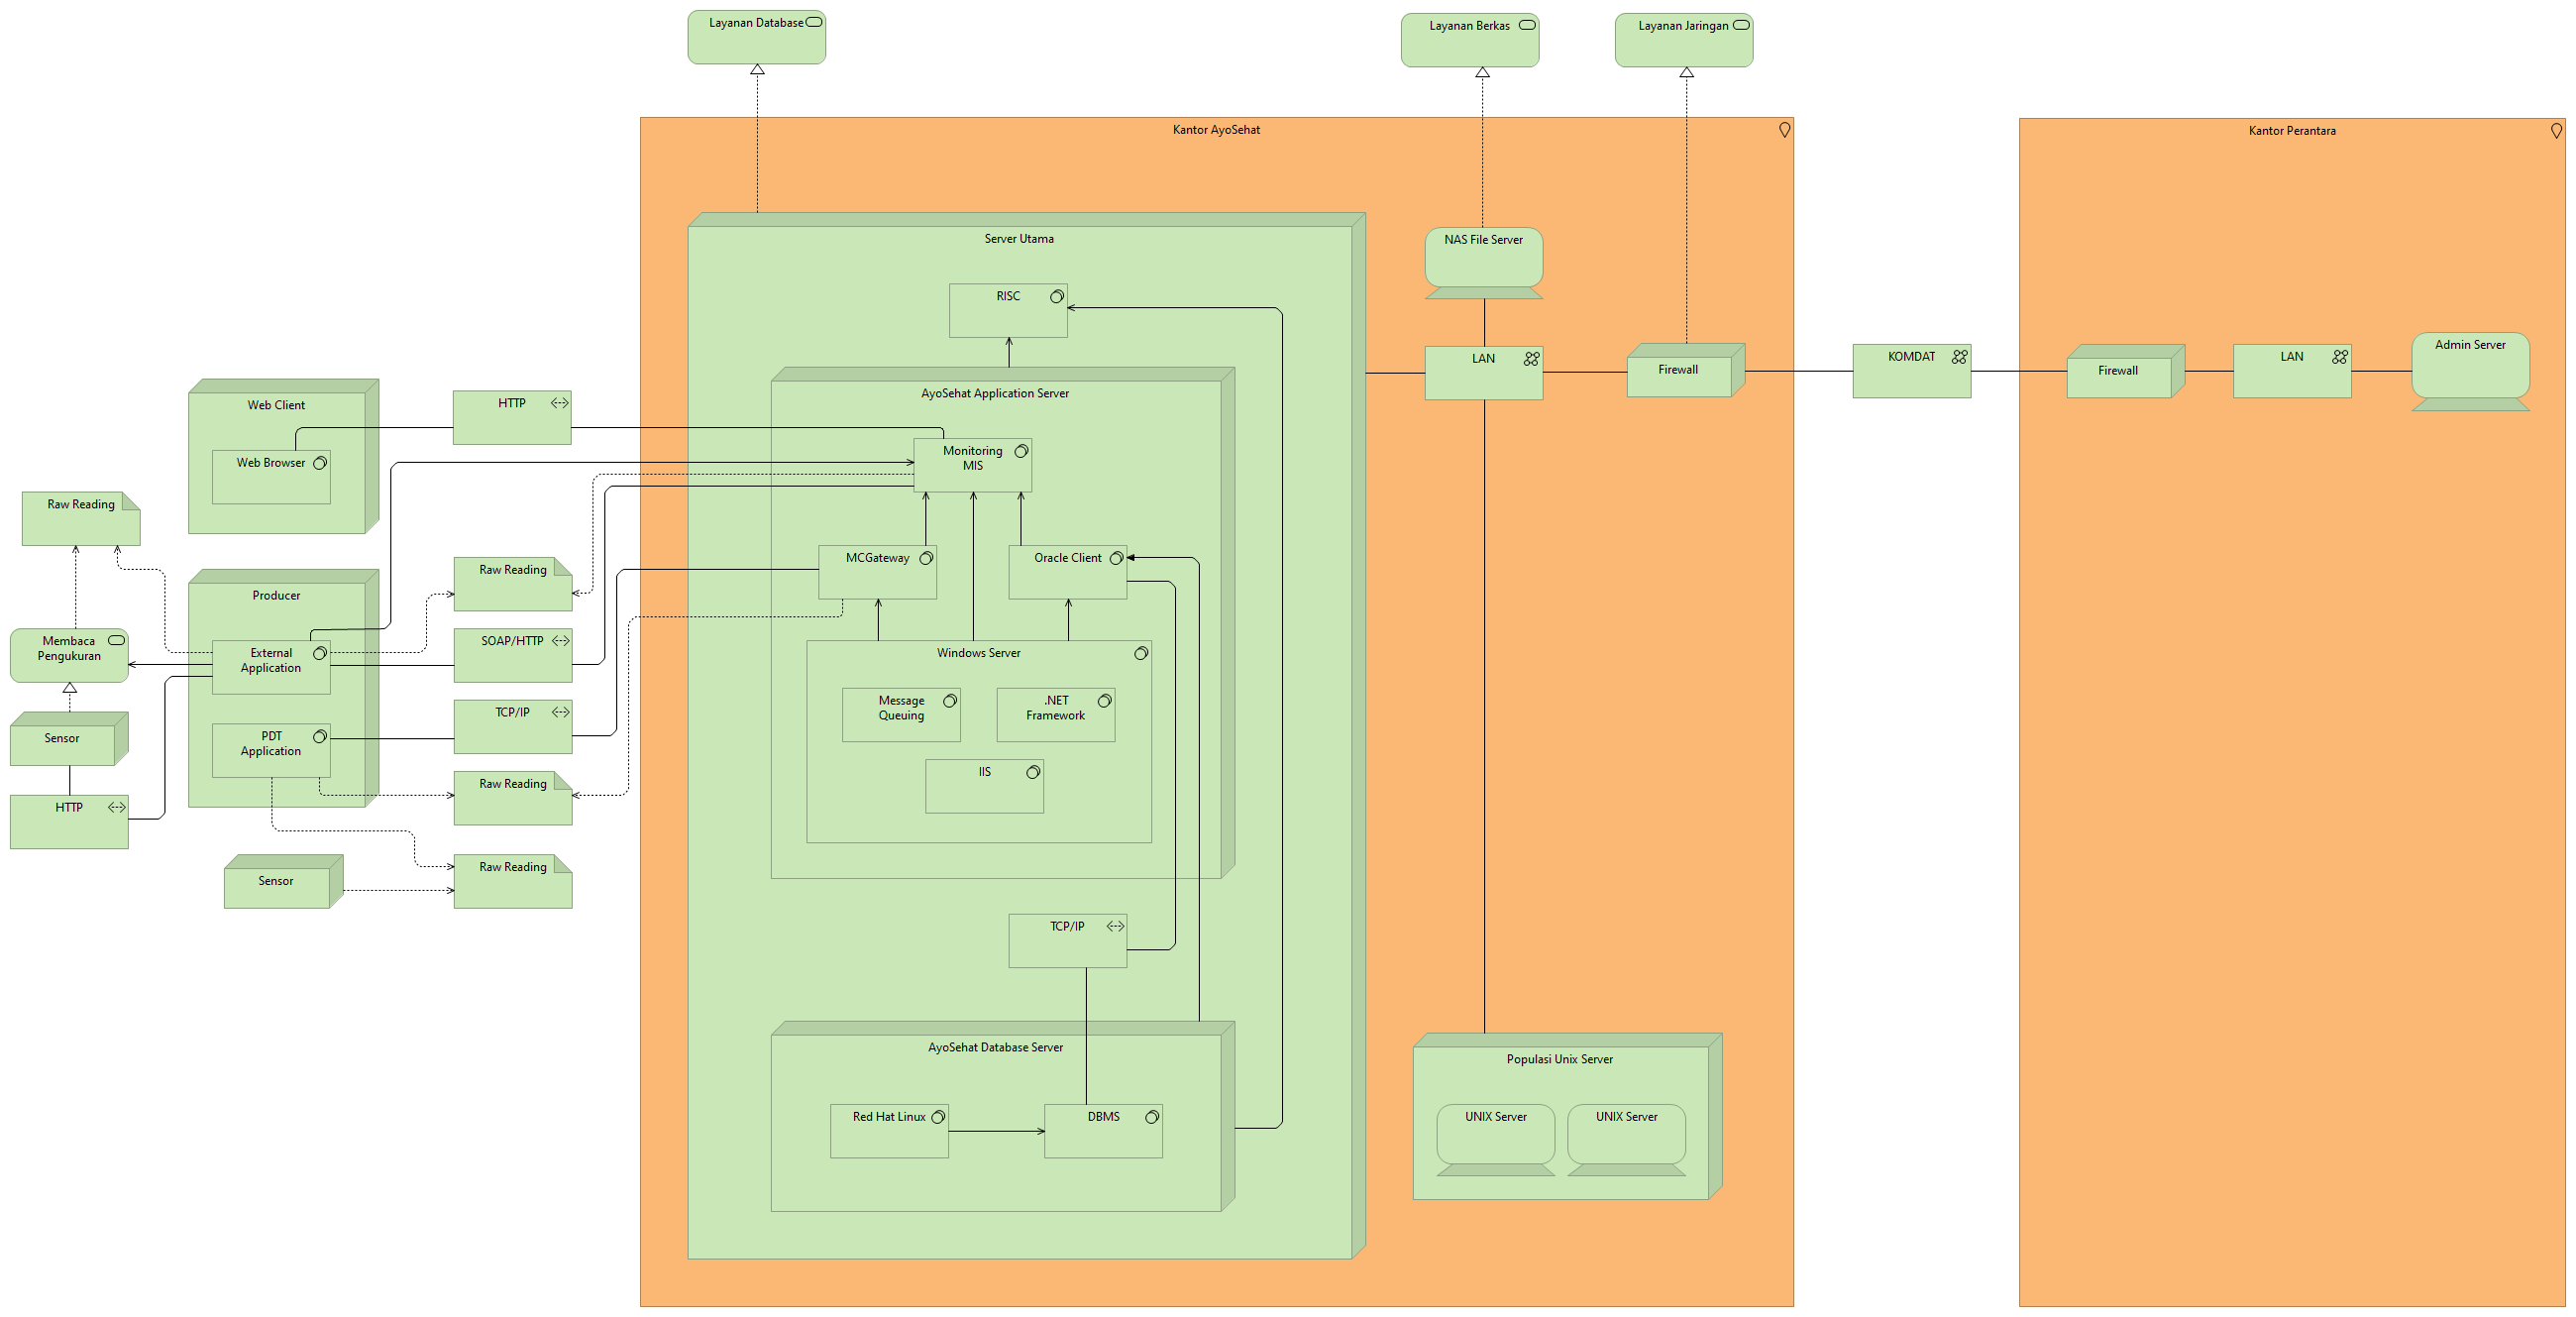 Layanan Database
Layanan Berkas
Layanan Jaringan
Kantor AyoSehat
Kantor Perantara
Server Utama
NAS File Server
RISC
LAN
Firewall
KOMDAT
Firewall
LAN
Admin Server
AyoSehat Application Server
Web Client
HTTP
Web Browser
Monitoring
MIS
Raw Reading
MCGateway
Oracle Client
Raw Reading
Producer
Membaca
Pengukuran
External
Application
SOAP/HTTP
Windows Server
Message
Queuing
.NET
Framework
TCP/IP
Sensor
PDT
Application
IIS
Raw Reading
HTTP
Raw Reading
Sensor
TCP/IP
AyoSehat Database Server
Populasi Unix Server
Red Hat Linux
DBMS
UNIX Server
UNIX Server